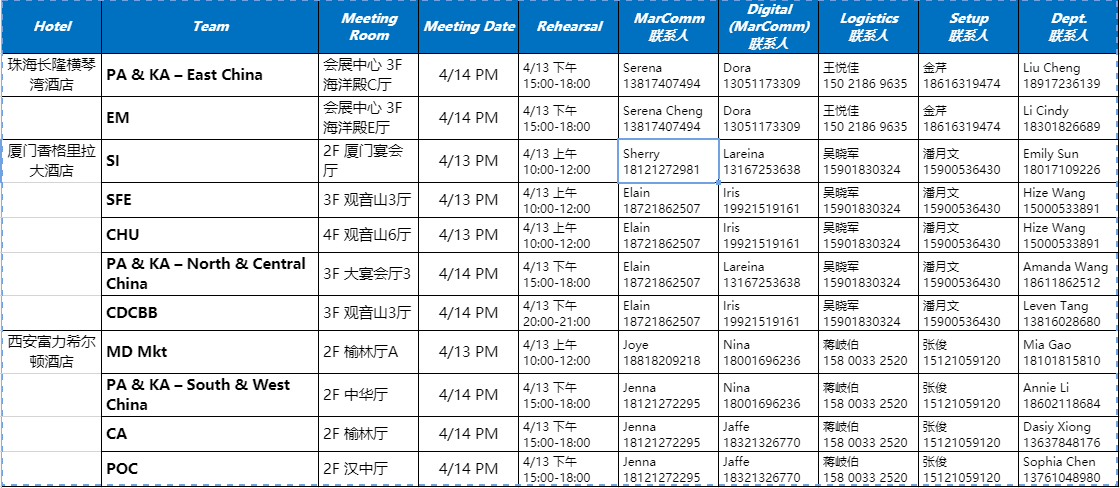 Hotel
Team
Meeting
Room
Meeting Date
Rehearsal
MarComm
联系人
Digital
(MarComm)
联系人
Logistics
联系人
Setup
联系人
Dept.
联系人
珠海长隆横琴
湾酒店
PA & KA – East China
会展中心 3F
海洋殿C厅
4/14 PM
4/13 下午
15:00-18:00
Serena
13817407494
Dora
13051173309
王悦佳
150 2186 9635
金芹
18616319474
Liu Cheng
18917236139
EM
会展中心 3F
海洋殿E厅
4/14 PM
4/13 下午
15:00-18:00
Serena Cheng
13817407494
Dora
13051173309
王悦佳
150 2186 9635
金芹
18616319474
Li Cindy
18301826689
厦门香格里拉
大酒店
SI
2F 厦门宴会
厅
4/13 PM
4/13 上午
10:00-12:00
Sherry
18121272981
Lareina
13167253638
吴晓军
15901830324
潘月文
15900536430
Emily Sun
18017109226
SFE
3F 观音山3厅
4/13 PM
4/13 上午
10:00-12:00
Elain
18721862507
Iris
19921519161
吴晓军
15901830324
潘月文
15900536430
Hize Wang
15000533891
CHU
4F 观音山6厅
4/13 PM
4/13 上午
10:00-12:00
Elain
18721862507
Iris
19921519161
吴晓军
15901830324
潘月文
15900536430
Hize Wang
15000533891
PA & KA – North & Central
China
3F 大宴会厅3
4/14 PM
4/13 下午
15:00-18:00
Elain
18721862507
Lareina
13167253638
吴晓军
15901830324
潘月文
15900536430
Amanda Wang
18611862512
CDCBB
3F 观音山3厅
4/14 PM
4/13 下午
20:00-21:00
Elain
18721862507
Iris
19921519161
吴晓军
15901830324
潘月文
15900536430
Leven Tang
13816028680
西安富力希尔
顿酒店
MD Mkt
2F 榆林厅A
4/13 PM
4/13 上午
10:00-12:00
Joye
18818209218
Nina
18001696236
蒋岐伯
158 0033 2520
张俊
15121059120
Mia Gao
18101815810
PA & KA – South & West
China
2F 中华厅
4/14 PM
4/13 下午
15:00-18:00
Jenna
18121272295
Nina
18001696236
蒋岐伯
158 0033 2520
张俊
15121059120
Annie Li
18602118684
CA
2F 榆林厅
4/14 PM
4/13 下午
15:00-18:00
Jenna
18121272295
Jaffe
18321326770
蒋岐伯
158 0033 2520
张俊
15121059120
Dasiy Xiong
13637848176
POC
2F 汉中厅
4/14 PM
4/13 下午
15:00-18:00
Jenna
18121272295
Jaffe
18321326770
蒋岐伯
158 0033 2520
张俊
15121059120
Sophia Chen
13761048980